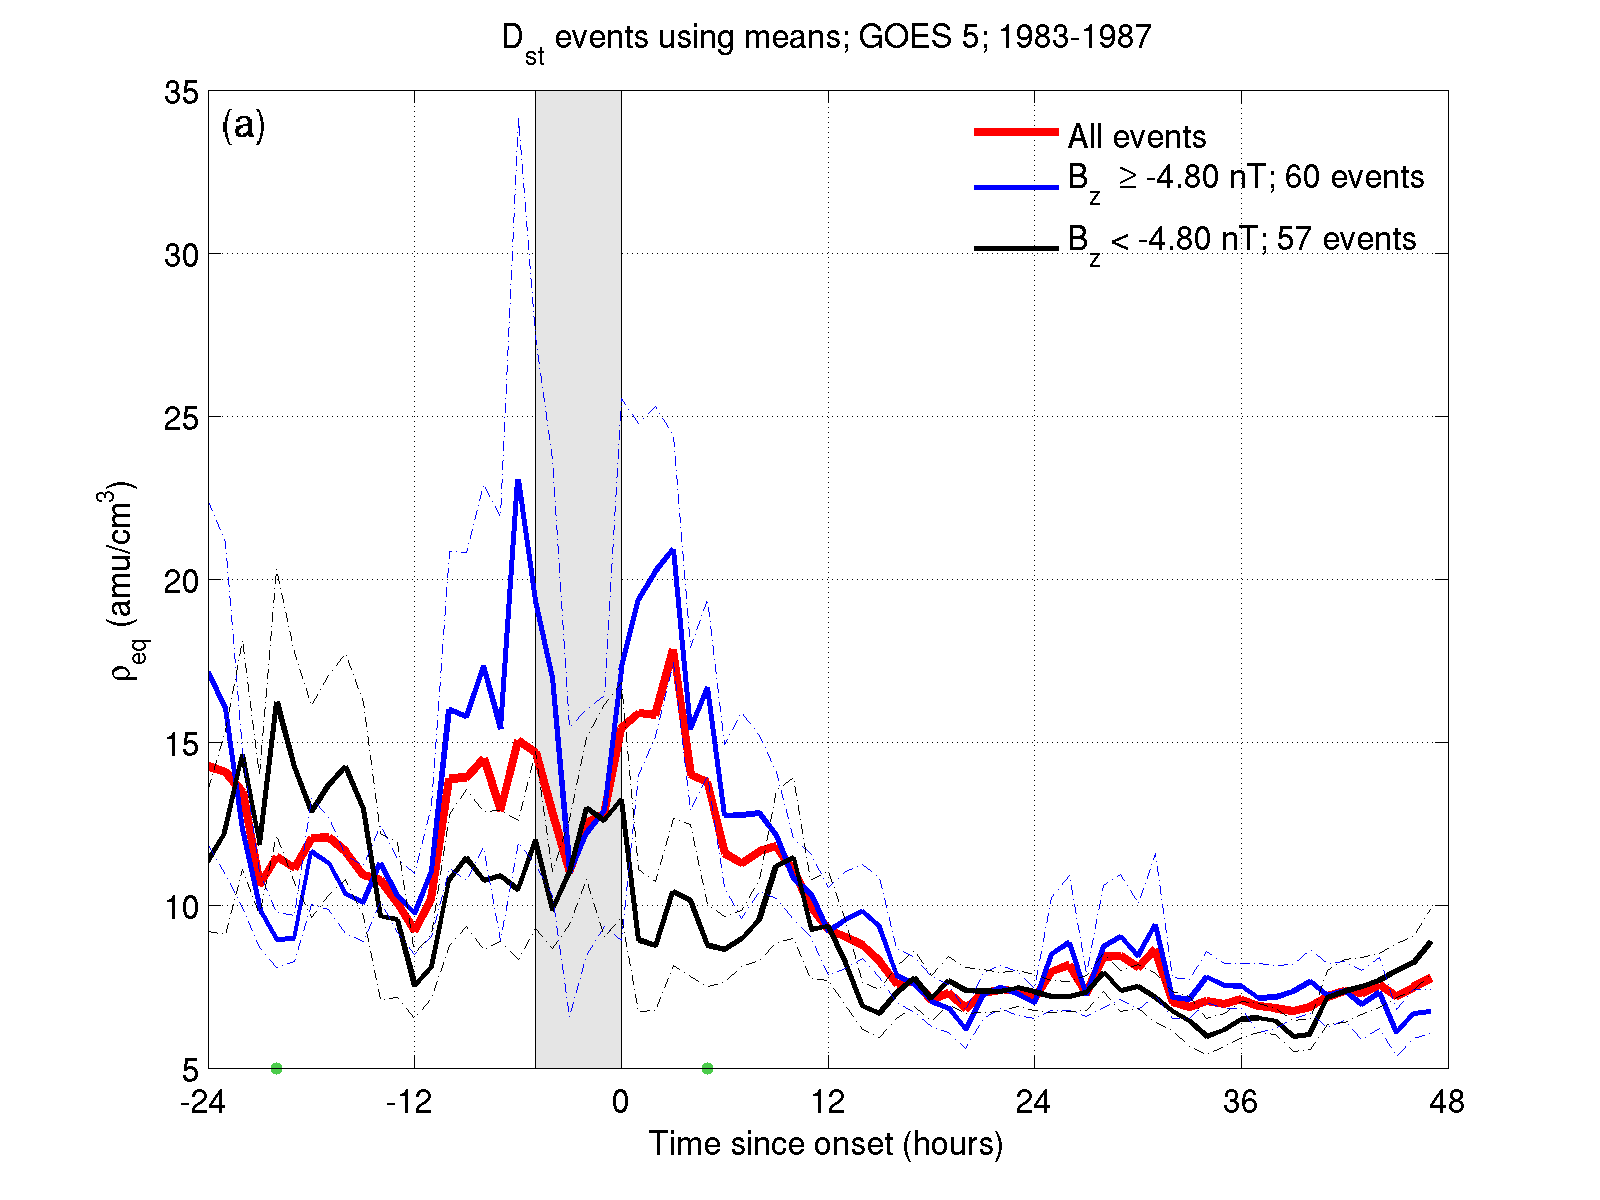 D_st events using means; GOES 5; 1983-1987
(a)
All events
B_z ≥ -4.80 nT; 60 events
B_z < -4.80 nT; 57 events
35
30
25
20
15
10
5
ρ_eq (amu/cm^3)
-24 -12 0 12 24 36 48
Time since onset (hours)